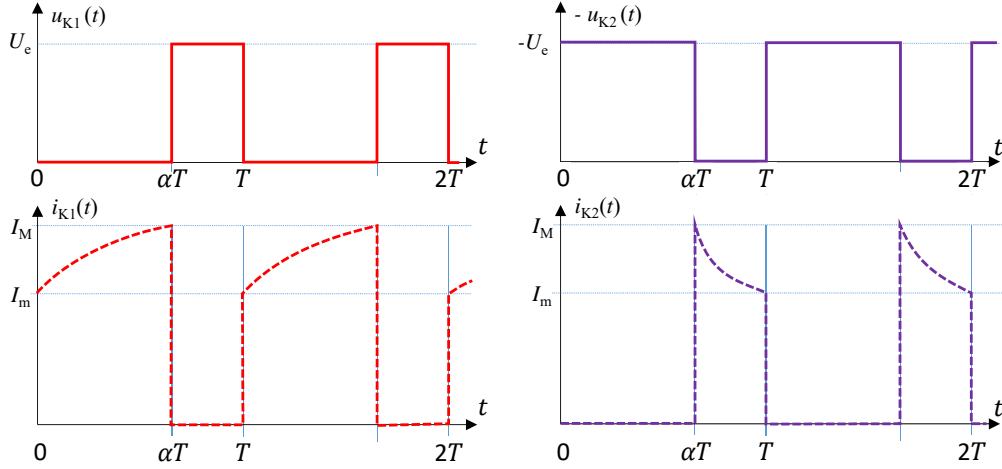 u_K1(t)
U_e
t
0 αT T 2T
i_K1(t)
I_M
I_m
t
0 αT T 2T
- u_K2(t)
-U_e
t
0 αT T 2T
i_K2(t)
I_M
I_m
t
0 αT T 2T